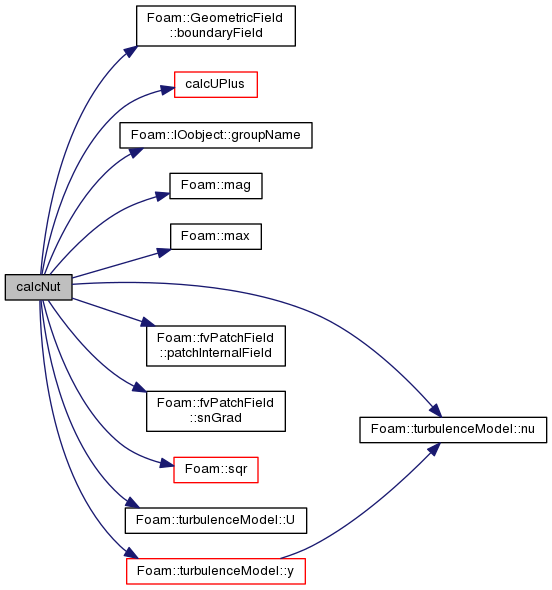 Foam::GeometricField
::boundaryField
calcUPlus
Foam::IOobject::groupName
Foam::mag
Foam::max
calcNut
Foam::fvPatchField
::patchInternalField
Foam::fvPatchField
::snGrad
Foam::turbulenceModel::nu
Foam::sqr
Foam::turbulenceModel::U
Foam::turbulenceModel::y